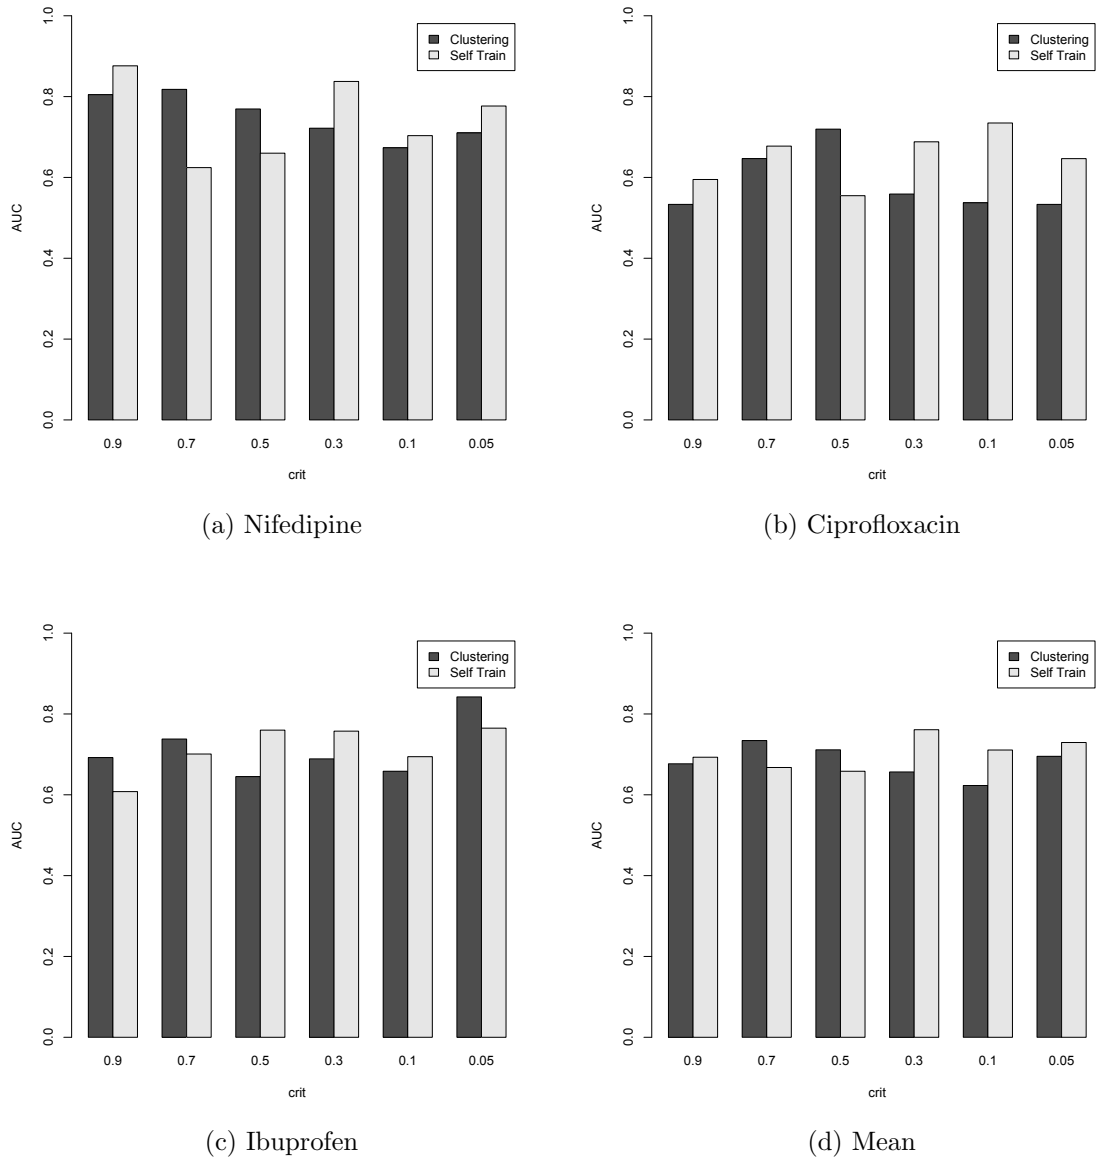 1.0
0.8
0.6
0.4
0.2
0.0
AUC
Clustering
Self Train
0.9 0.7 0.5 0.3 0.1 0.05
crit
(a) Nifedipine
1.0
0.8
0.6
0.4
0.2
0.0
AUC
Clustering
Self Train
0.9 0.7 0.5 0.3 0.1 0.05
crit
(b) Ciprofloxacin
1.0
0.8
0.6
0.4
0.2
0.0
AUC
Clustering
Self Train
0.9 0.7 0.5 0.3 0.1 0.05
crit
(c) Ibuprofen
1.0
0.8
0.6
0.4
0.2
0.0
AUC
Clustering
Self Train
0.9 0.7 0.5 0.3 0.1 0.05
crit
(d) Mean